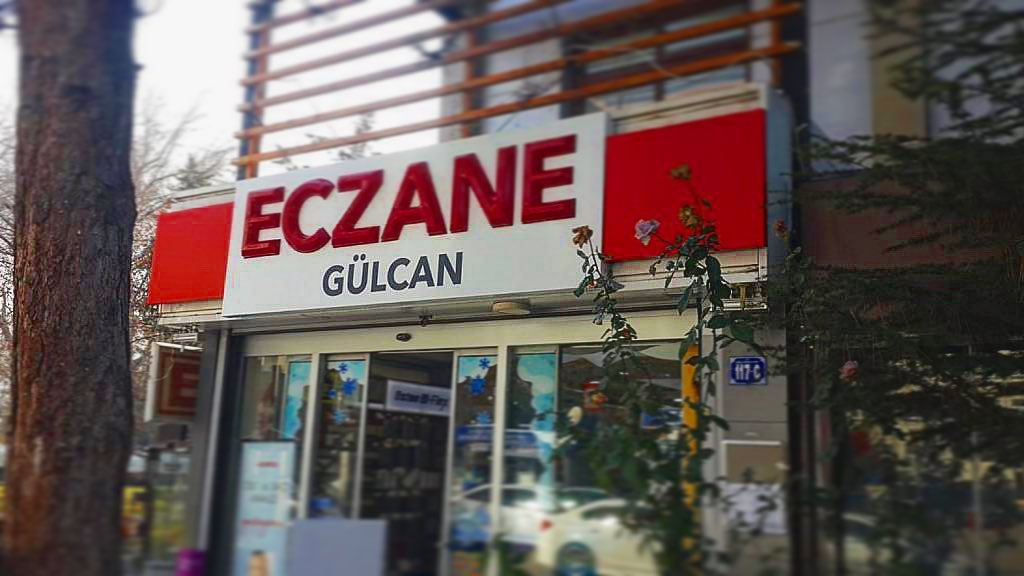 ECZANE
GÜLCAN
E
117-C